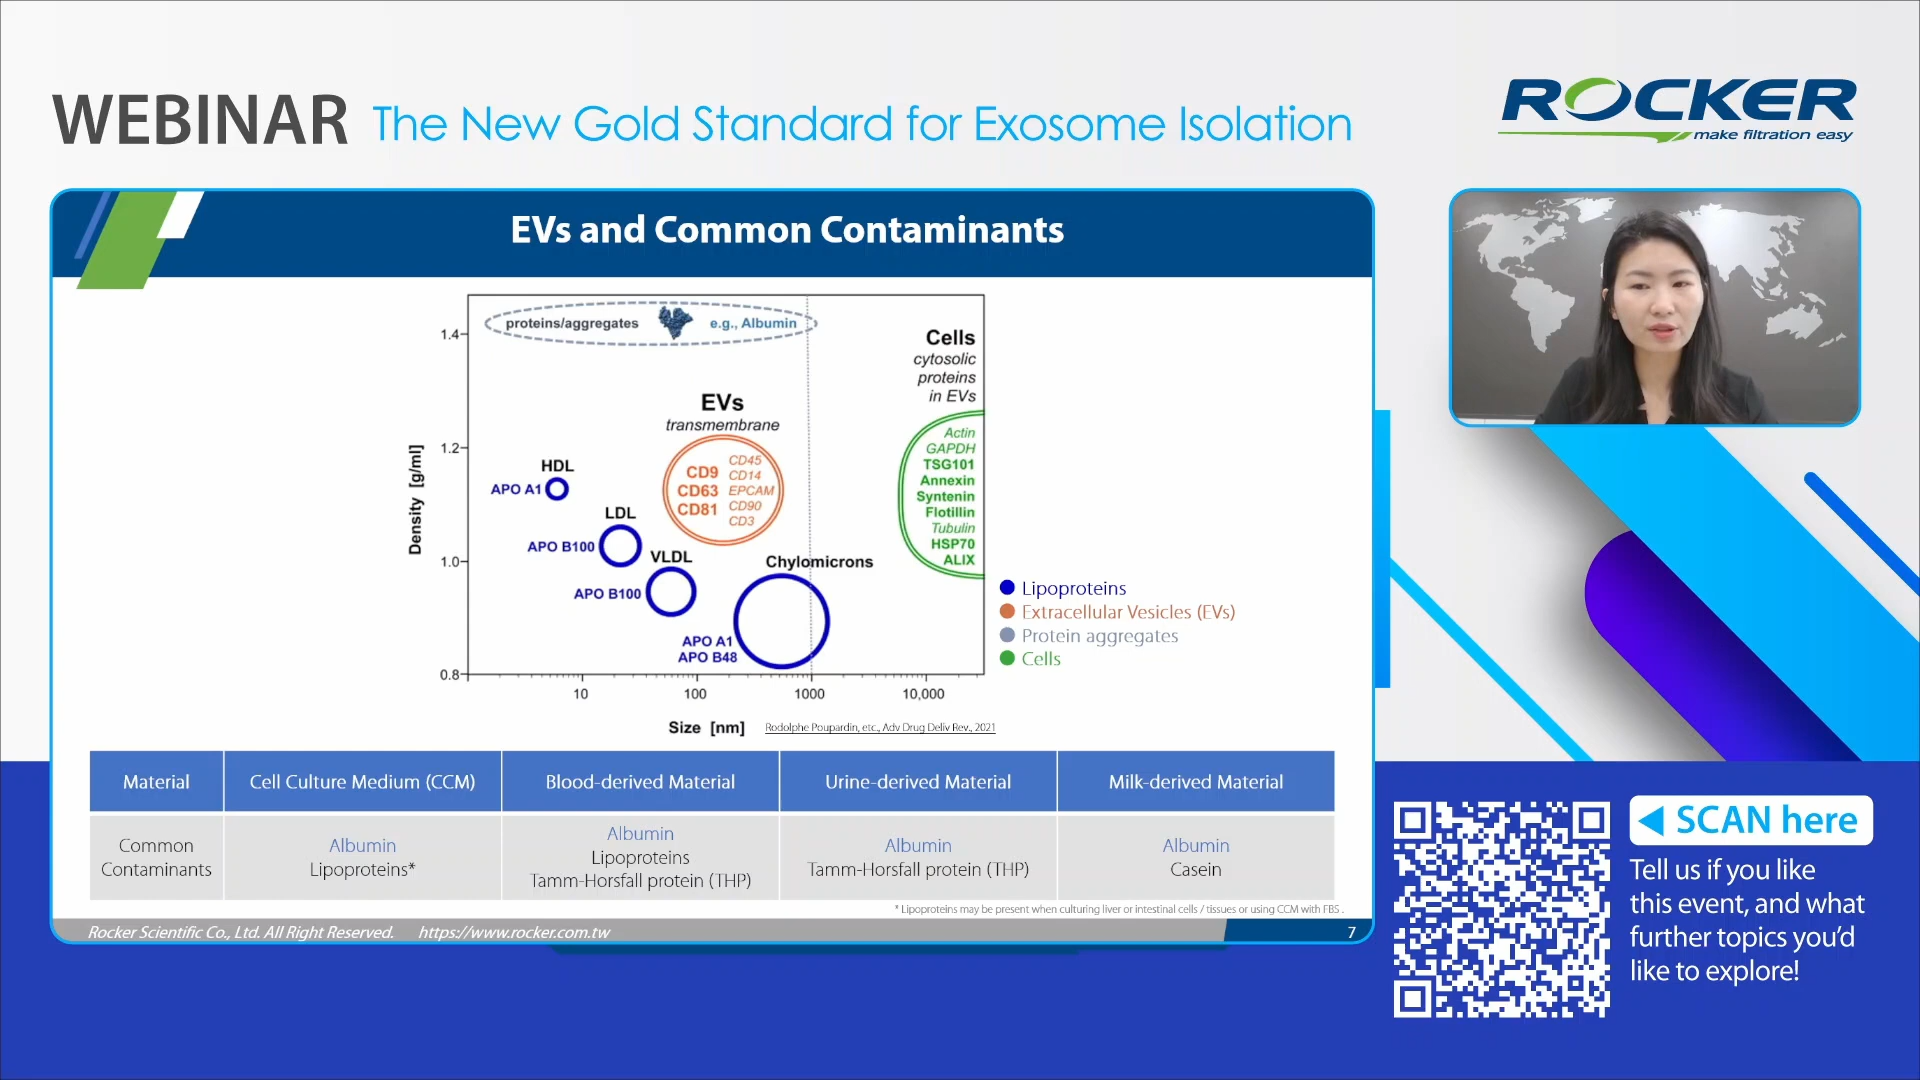 WEBINAR The New Gold Standard for Exosome Isolation
ROCKER
make filtration easy
EVs and Common Contaminants
proteins/aggregates e.g., Albumin
Cells
cytosolic
proteins
in EVs
EVs
transmembrane
CD9
CD63
CD81
CD45
CD14
EPCAM
CD90
CD3
Actin
GAPDH
TSG101
Annexin
Syntenin
Flotillin
Tubulin
HSP70
ALIX
HDL
APO A1
LDL
APO B100
VLDL
APO B100
Chylomicrons
APO A1
APO B48
Density [g/ml]
1.4
1.2
1.0
0.8
10 100 1000 10,000
Size [nm]
Rodolphe Poupardin, etc., Adv Drug Deliv Rev., 2021
Lipoproteins
Extracellular Vesicles (EVs)
Protein aggregates
Cells
Material Cell Culture Medium (CCM) Blood-derived Material Urine-derived Material Milk-derived Material
Common
Contaminants
Albumin
Lipoproteins*
Albumin
Lipoproteins
Tamm-Horsfall protein (THP)
Albumin
Tamm-Horsfall protein (THP)
Albumin
Casein
* Lipoproteins may be present when culturing liver or intestinal cells / tissues or using CCM with FBS .
Rocker Scientific Co., Ltd. All Right Reserved. https://www.rocker.com.tw 7
SCAN here
Tell us if you like
this event, and what
further topics you’d
like to explore!